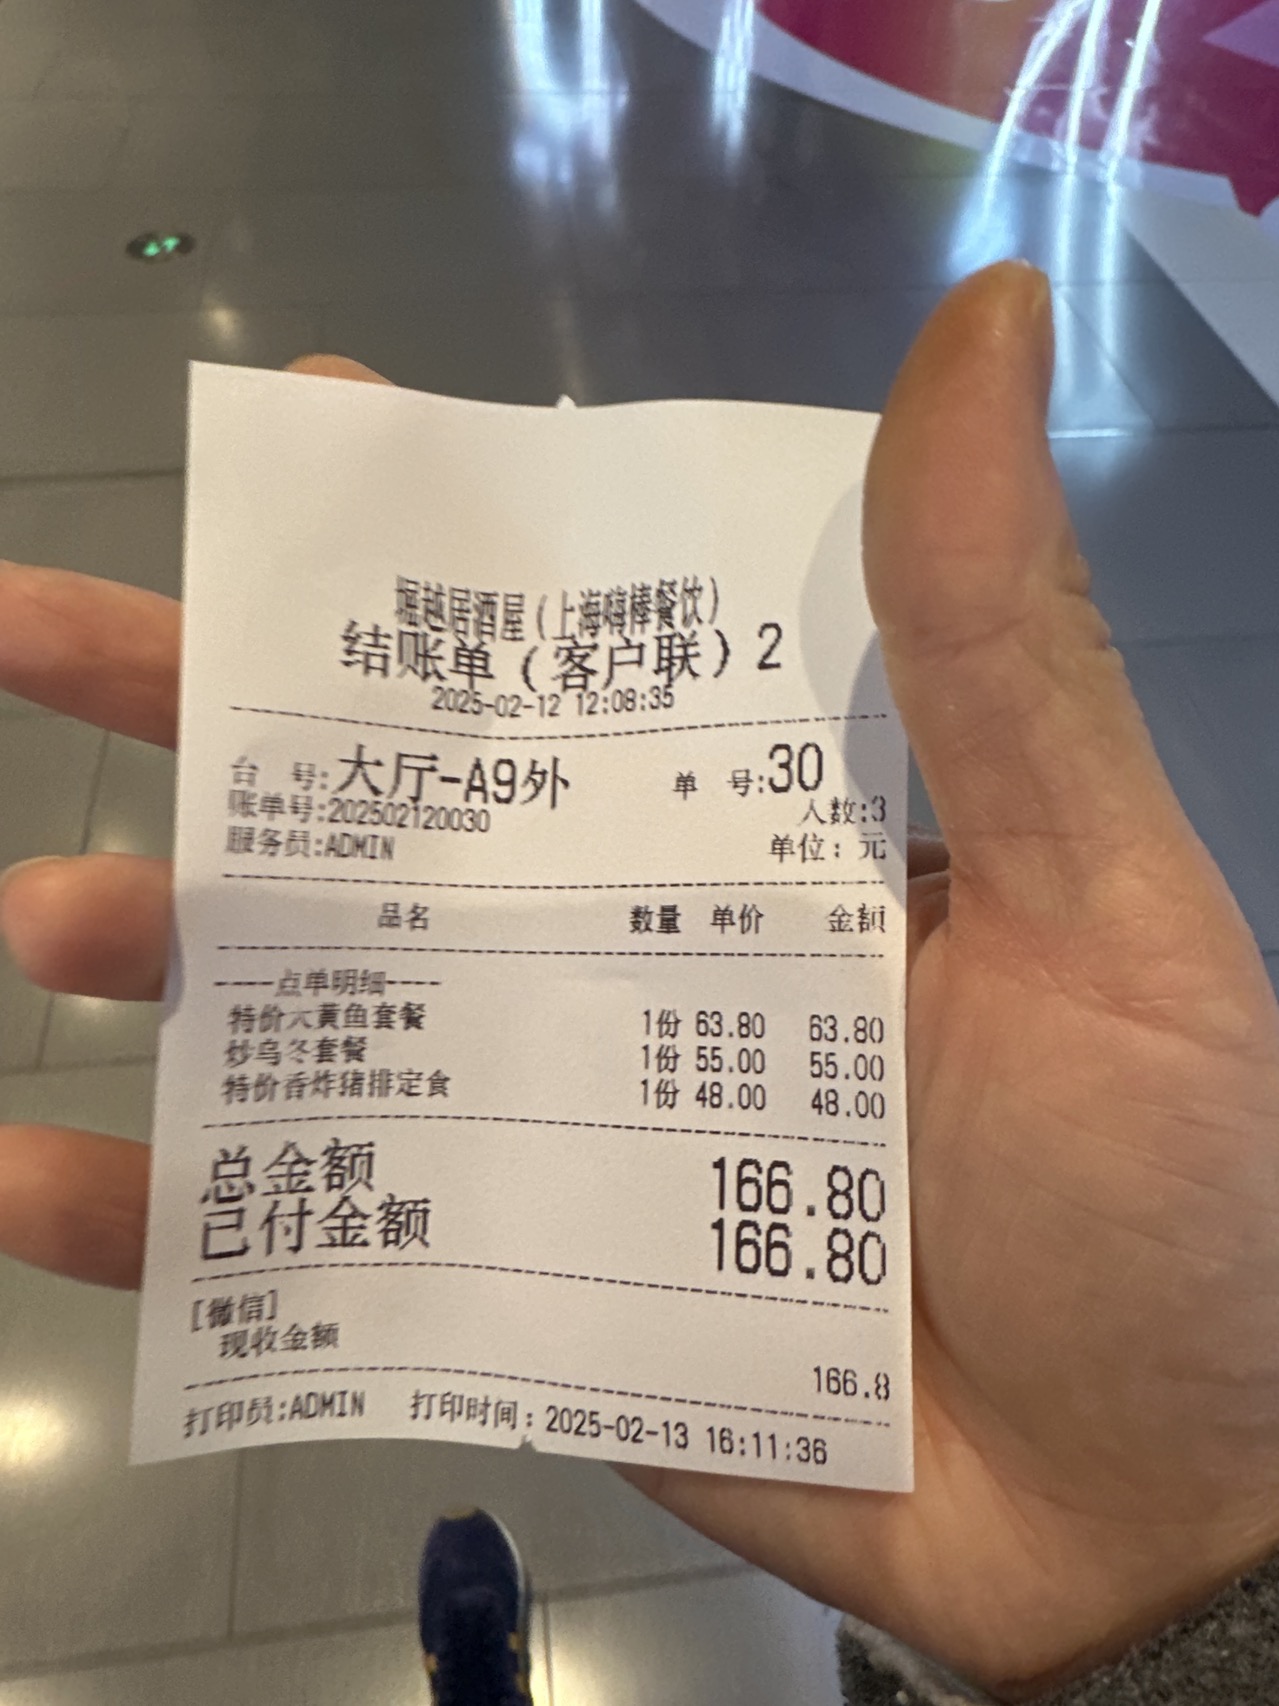 堀越居酒屋(上海嗨棒餐饮)
结账单(客户联)2
2025-02-12 12:08:35
台 号:大厅-A9外 单 号:30
账单号:202502120030 人数:3
服务员:ADMIN 单位: 元
品名 数量 单价 金额
----点单明细----
特价大黄鱼套餐 1份 63.80 63.80
炒乌冬套餐 1份 55.00 55.00
特价香炸猪排定食 1份 48.00 48.00
总金额 166.80
已付金额 166.80
[微信]
现收金额 166.8
打印员:ADMIN 打印时间: 2025-02-13 16:11:36